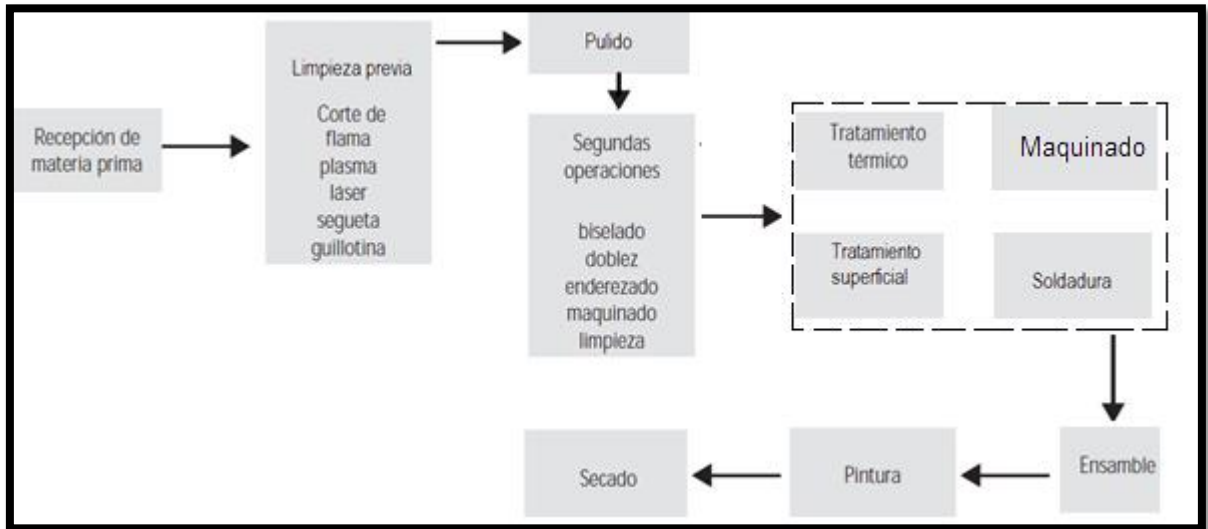 Recepción de
materia prima
Limpieza previa
Corte de
flama
plasma
láser
segueta
guillotina
Pulido
Segundas
operaciones
biselado
doblez
enderezado
maquinado
limpieza
Tratamiento
térmico
Maquinado
Tratamiento
superficial
Soldadura
Ensamble
Pintura
Secado